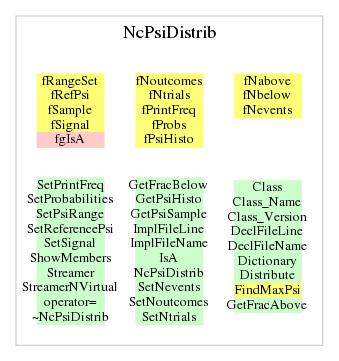 NcPsiDistrib
fRangeSet
fRefPsi
fSample
fSignal
fgIsA
fNoutcomes
fNtrials
fPrintFreq
fProbs
fPsiHisto
fNabove
fNbelow
fNevents
SetPrintFreq
SetProbabilities
SetPsiRange
SetReferencePsi
SetSignal
ShowMembers
Streamer
StreamerNVirtual
operator=
~NcPsiDistrib
GetFracBelow
GetPsiHisto
GetPsiSample
ImplFileLine
ImplFileName
IsA
NcPsiDistrib
SetNevents
SetNoutcomes
SetNtrials
Class
Class_Name
Class_Version
DeclFileLine
DeclFileName
Dictionary
Distribute
FindMaxPsi
GetFracAbove